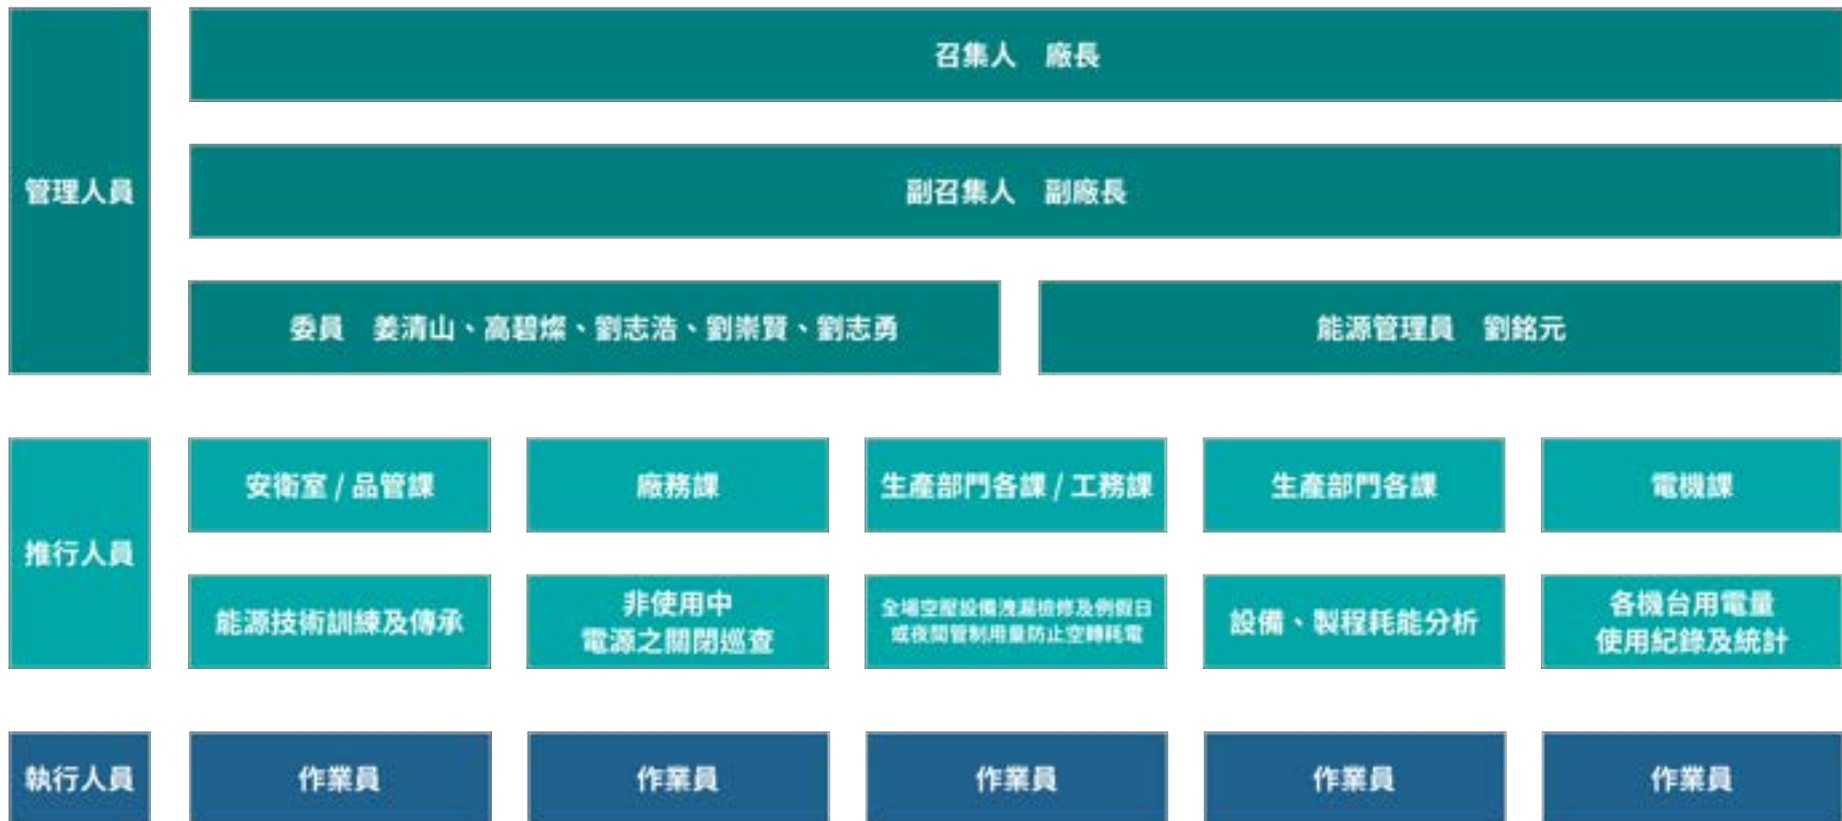 管理人員
召集人　廠長
副召集人　副廠長
委員　姜清山、高碧燦、劉志浩、劉崇賢、劉志勇
能源管理員　劉銘元
推行人員
安衛室 / 品管課
廠務課
生產部門各課 / 工務課
生產部門各課
電機課
能源技術訓練及傳承
非使用中
電源之關閉巡查
全場空壓設備洩漏檢修及例假日
或夜間管制用量防止空轉耗電
設備、製程耗能分析
各機台用電量
使用紀錄及統計
執行人員
作業員
作業員
作業員
作業員
作業員